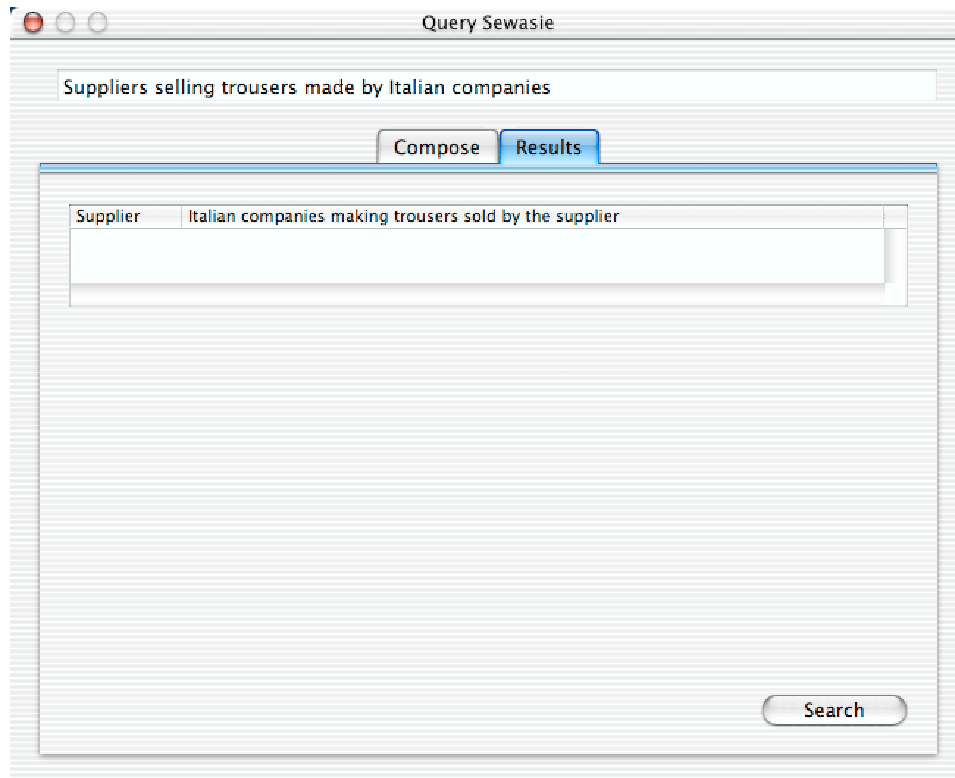 Query Sewasie
Suppliers selling trousers made by Italian companies
Compose Results
Supplier Italian companies making trousers sold by the supplier
Search